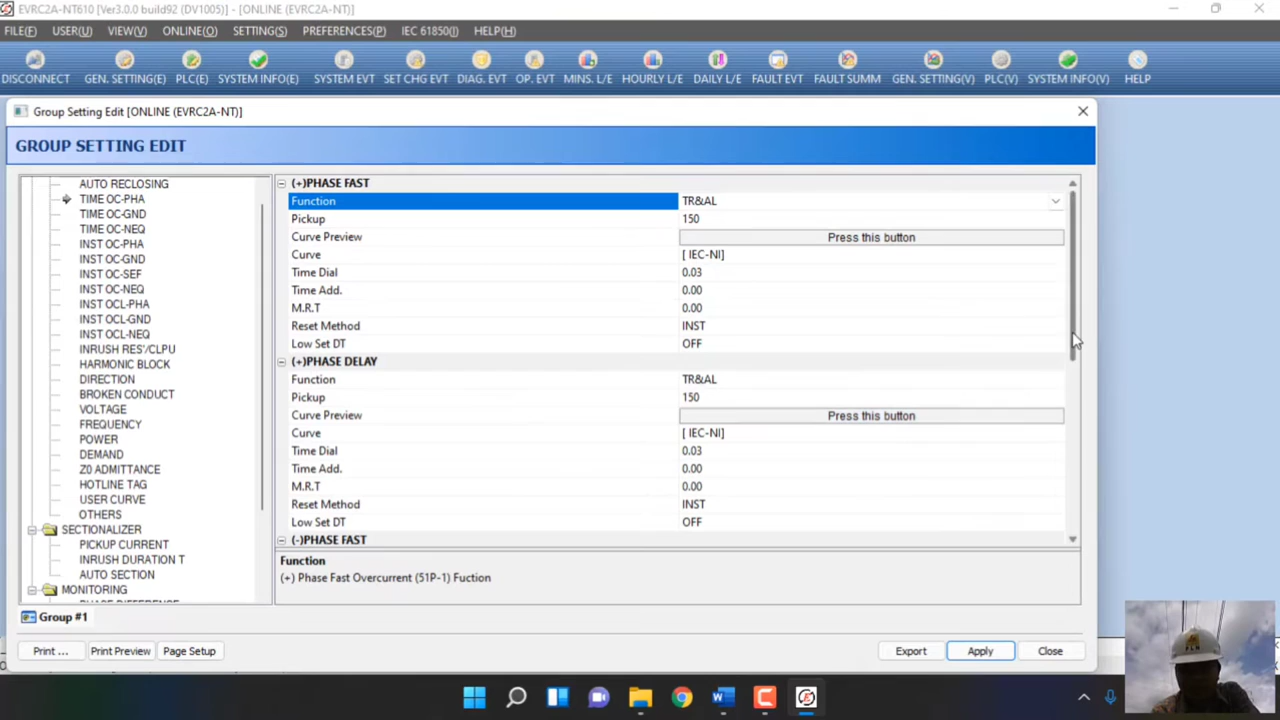 EVRC2A-NT610 [Ver3.0.0 build92 (DV1005)] - [ONLINE (EVRC2A-NT)]
FILE(F) USER(U) VIEW(V) ONLINE(O) SETTING(S) PREFERENCES(P) IEC 61850(I) HELP(H)
DISCONNECT GEN. SETTING(E) PLC(E) SYSTEM INFO(E) SYSTEM EVT SET CHG EVT DIAG. EVT OP. EVT MINS. L/E HOURLY L/E DAILY L/E FAULT EVT FAULT SUMM GEN. SETTING(V) PLC(V) SYSTEM INFO(V) HELP
Group Setting Edit [ONLINE (EVRC2A-NT)]
GROUP SETTING EDIT
AUTO RECLOSING
TIME OC-PHA
TIME OC-GND
TIME OC-NEQ
INST OC-PHA
INST OC-GND
INST OC-SEF
INST OC-NEQ
INST OCL-PHA
INST OCL-GND
INST OCL-NEQ
INRUSH RES'/CLPU
HARMONIC BLOCK
DIRECTION
BROKEN CONDUCT
VOLTAGE
FREQUENCY
POWER
DEMAND
Z0 ADMITTANCE
HOTLINE TAG
USER CURVE
OTHERS
SECTIONALIZER
PICKUP CURRENT
INRUSH DURATION T
AUTO SECTION
MONITORING
(+)PHASE FAST
Function TR&AL
Pickup 150
Curve Preview Press this button
Curve [ IEC-NI]
Time Dial 0.03
Time Add. 0.00
M.R.T 0.00
Reset Method INST
Low Set DT OFF
(+)PHASE DELAY
Function TR&AL
Pickup 150
Curve Preview Press this button
Curve [ IEC-NI]
Time Dial 0.03
Time Add. 0.00
M.R.T 0.00
Reset Method INST
Low Set DT OFF
(-)PHASE FAST
Function
(+) Phase Fast Overcurrent (51P-1) Fuction
Group #1
Print ... Print Preview Page Setup Export Apply Close